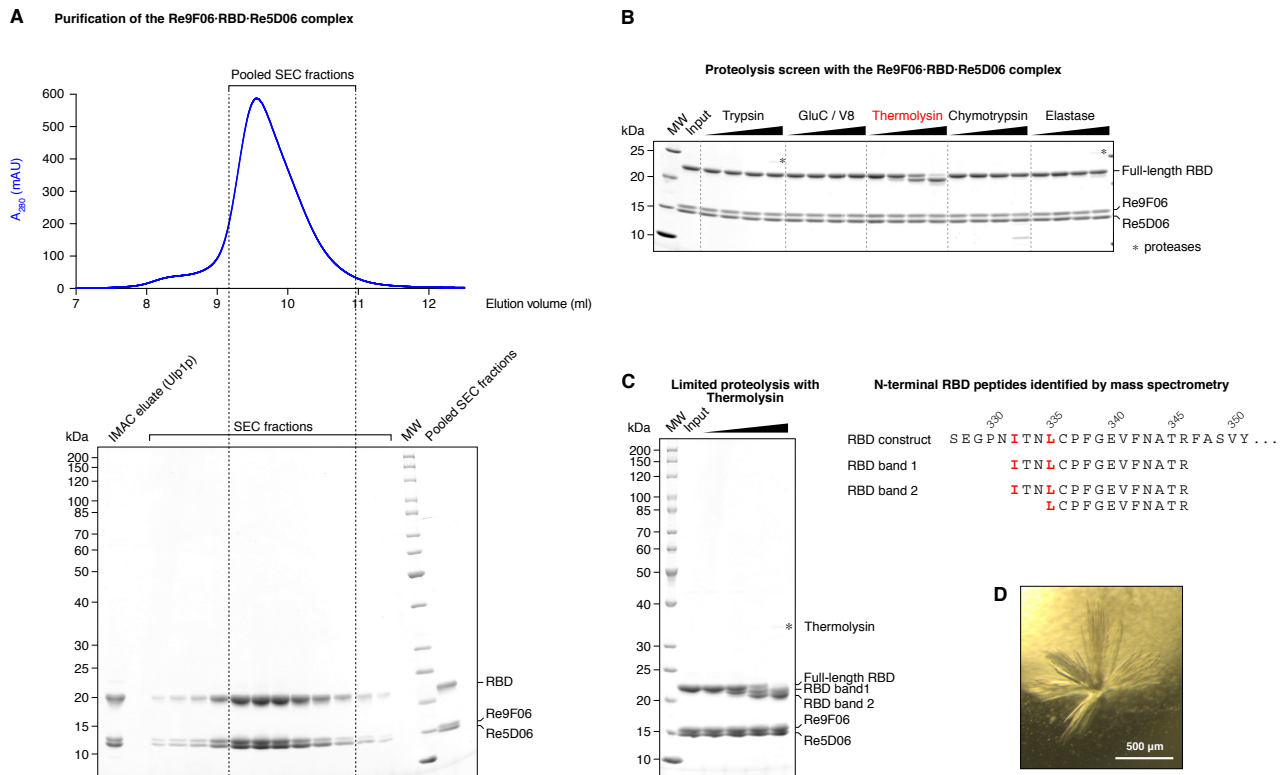 A
Purification of the Re9F06·RBD·Re5D06 complex
Pooled SEC fractions
600
500
400
300
200
100
0
A280 (mAU)
7 8 9 10 11 12
Elution volume (ml)
IMAC eluate (Ulp1p)
SEC fractions
MW
Pooled SEC fractions
kDa
200
150
120
100
85
70
60
50
40
30
25
20
15
10
RBD
Re9F06
Re5D06
B
Proteolysis screen with the Re9F06·RBD·Re5D06 complex
kDa
MW
Input
Trypsin
GluC / V8
Thermolysin
Chymotrypsin
Elastase
25
20
15
10
*
*
Full-length RBD
Re9F06
Re5D06
* proteases
C
Limited proteolysis with
Thermolysin
kDa
MW
Input
200
150
120
100
85
70
60
50
40
30
25
20
15
10
* Thermolysin
Full-length RBD
RBD band1
RBD band 2
Re9F06
Re5D06
N-terminal RBD peptides identified by mass spectrometry
330 335 340 345 350
RBD construct SEGPNITNLCPFGEVFNATRFASVY...
RBD band 1 ITNLCPFGEVFNATR
RBD band 2 ITNLCPFGEVFNATR
LCPFGEVFNATR
D
500 µm